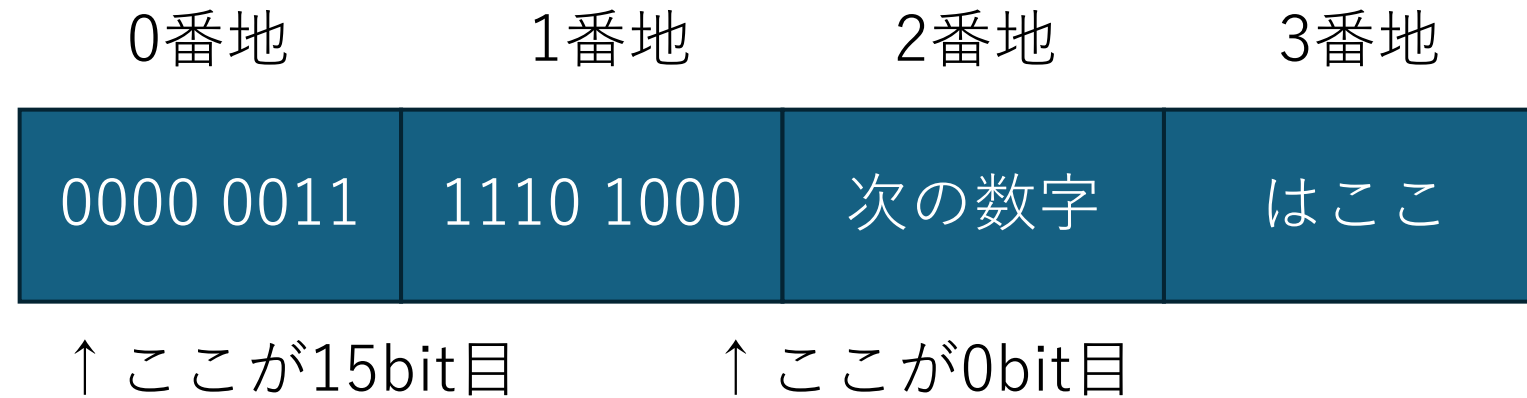 0番地 1番地 2番地 3番地
0000 0011 1110 1000 次の数字 はここ
↑ここが15bit目 ↑ここが0bit目